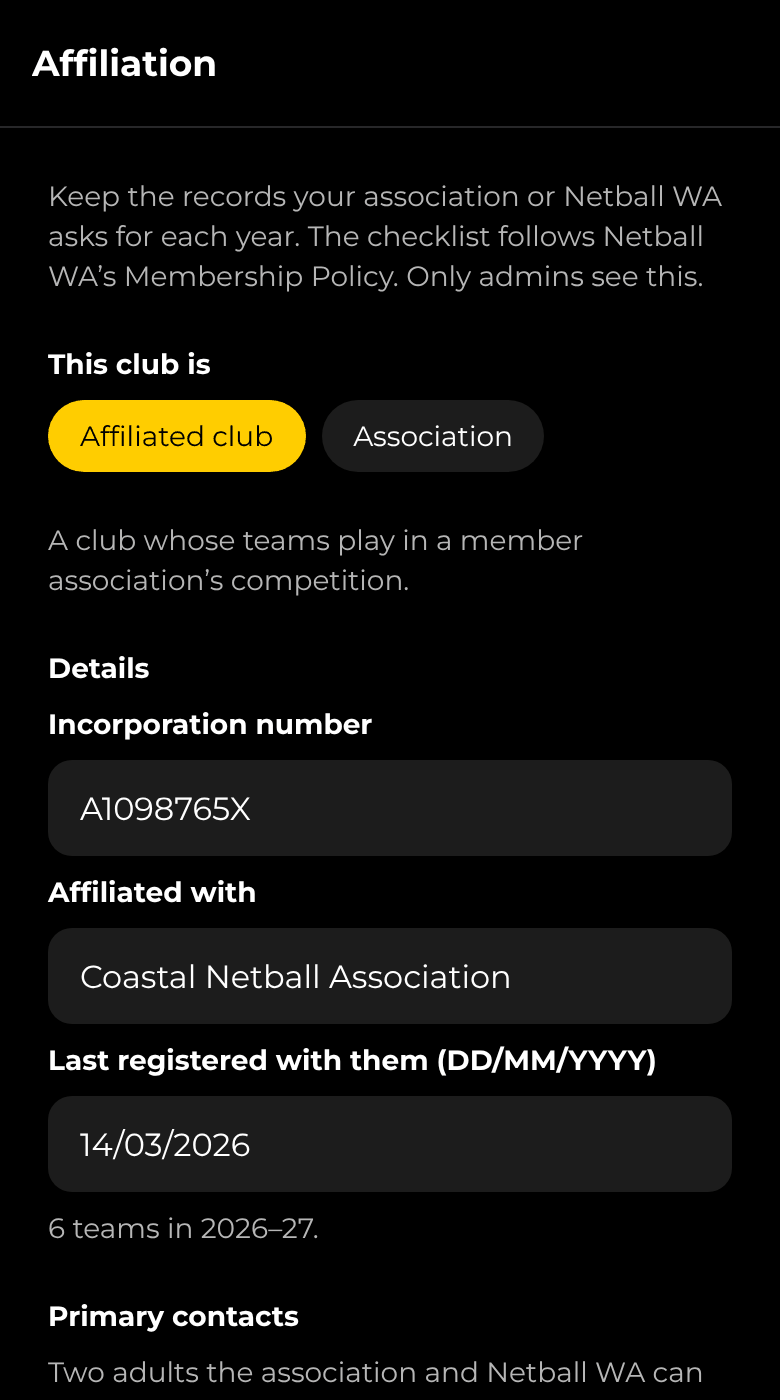 Affiliation
Keep the records your association or Netball WA
asks for each year. The checklist follows Netball
WA’s Membership Policy. Only admins see this.
This club is
Affiliated club
Association
A club whose teams play in a member
association’s competition.
Details
Incorporation number
A1098765X
Affiliated with
Coastal Netball Association
Last registered with them (DD/MM/YYYY)
14/03/2026
6 teams in 2026–27.
Primary contacts
Two adults the association and Netball WA can